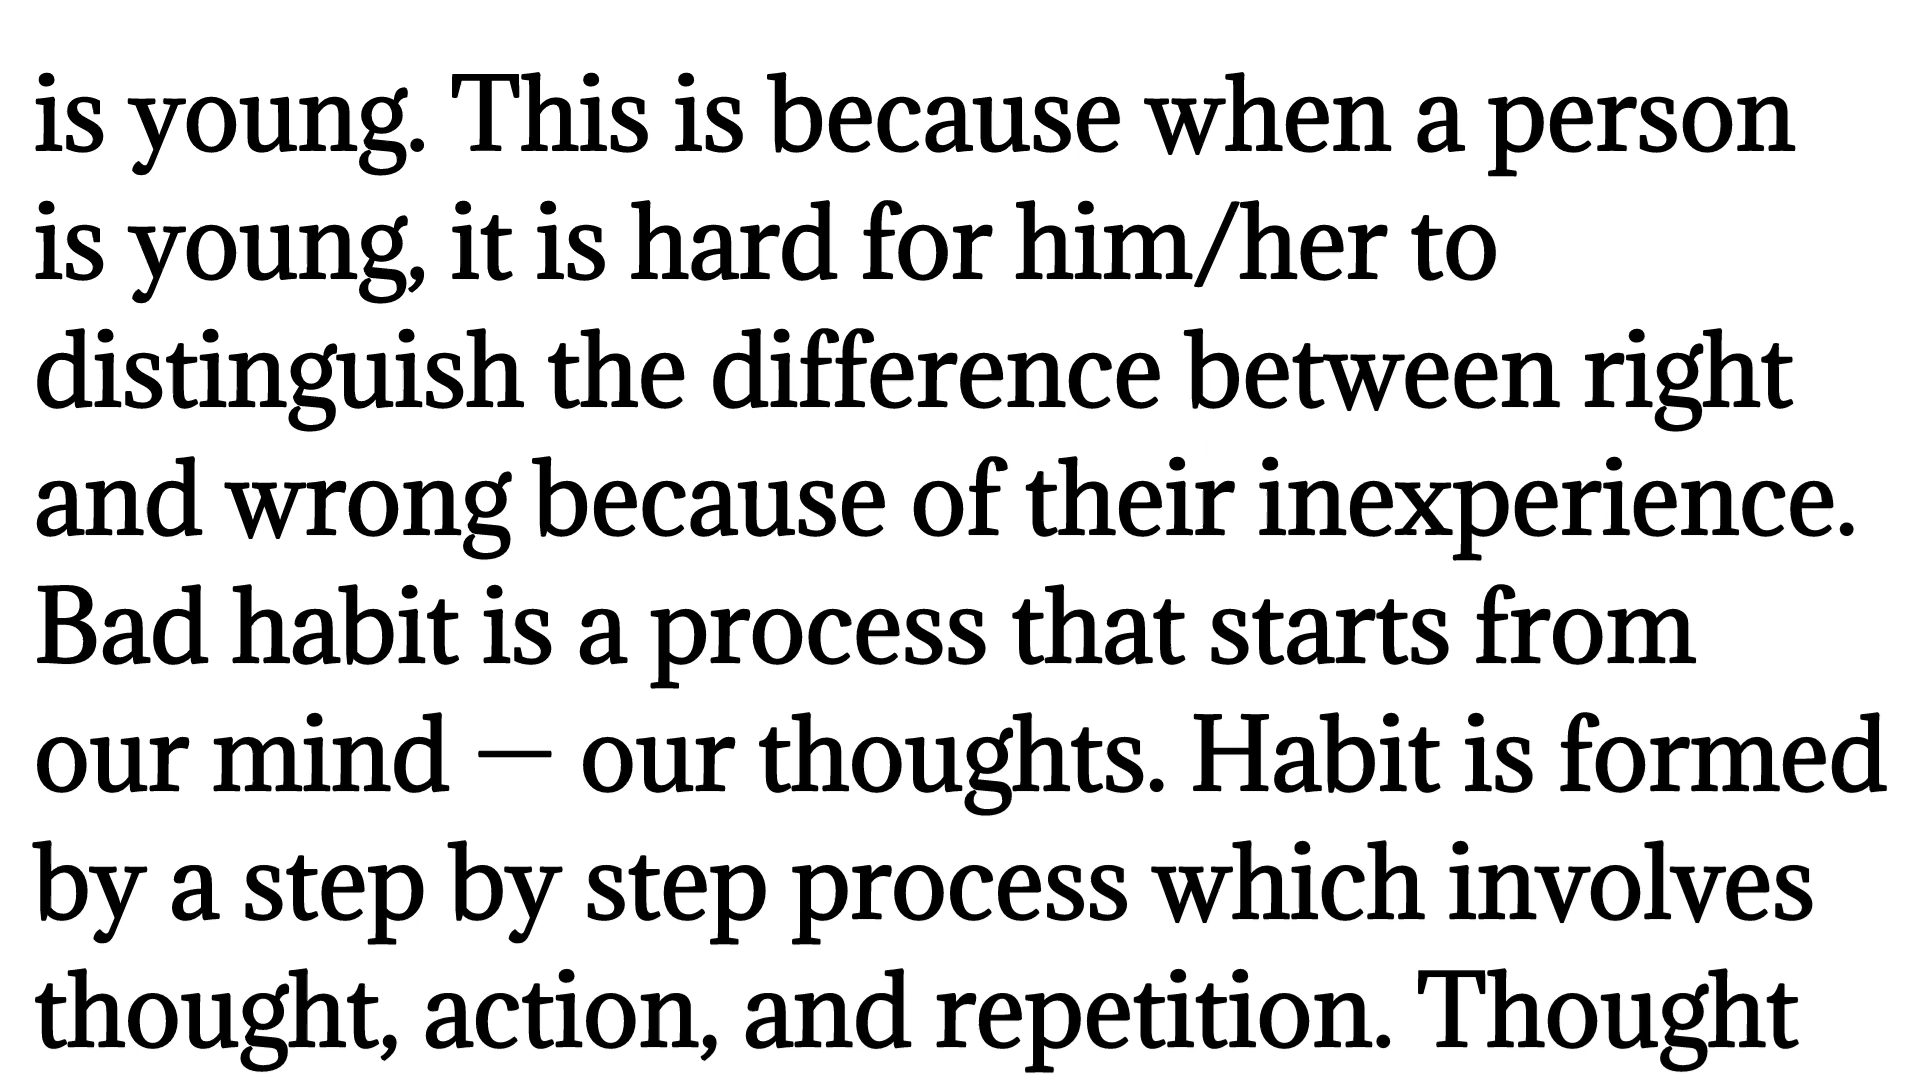 is young. This is because when a person
is young, it is hard for him/her to
distinguish the difference between right
and wrong because of their inexperience.
Bad habit is a process that starts from
our mind — our thoughts. Habit is formed
by a step by step process which involves
thought, action, and repetition. Thought